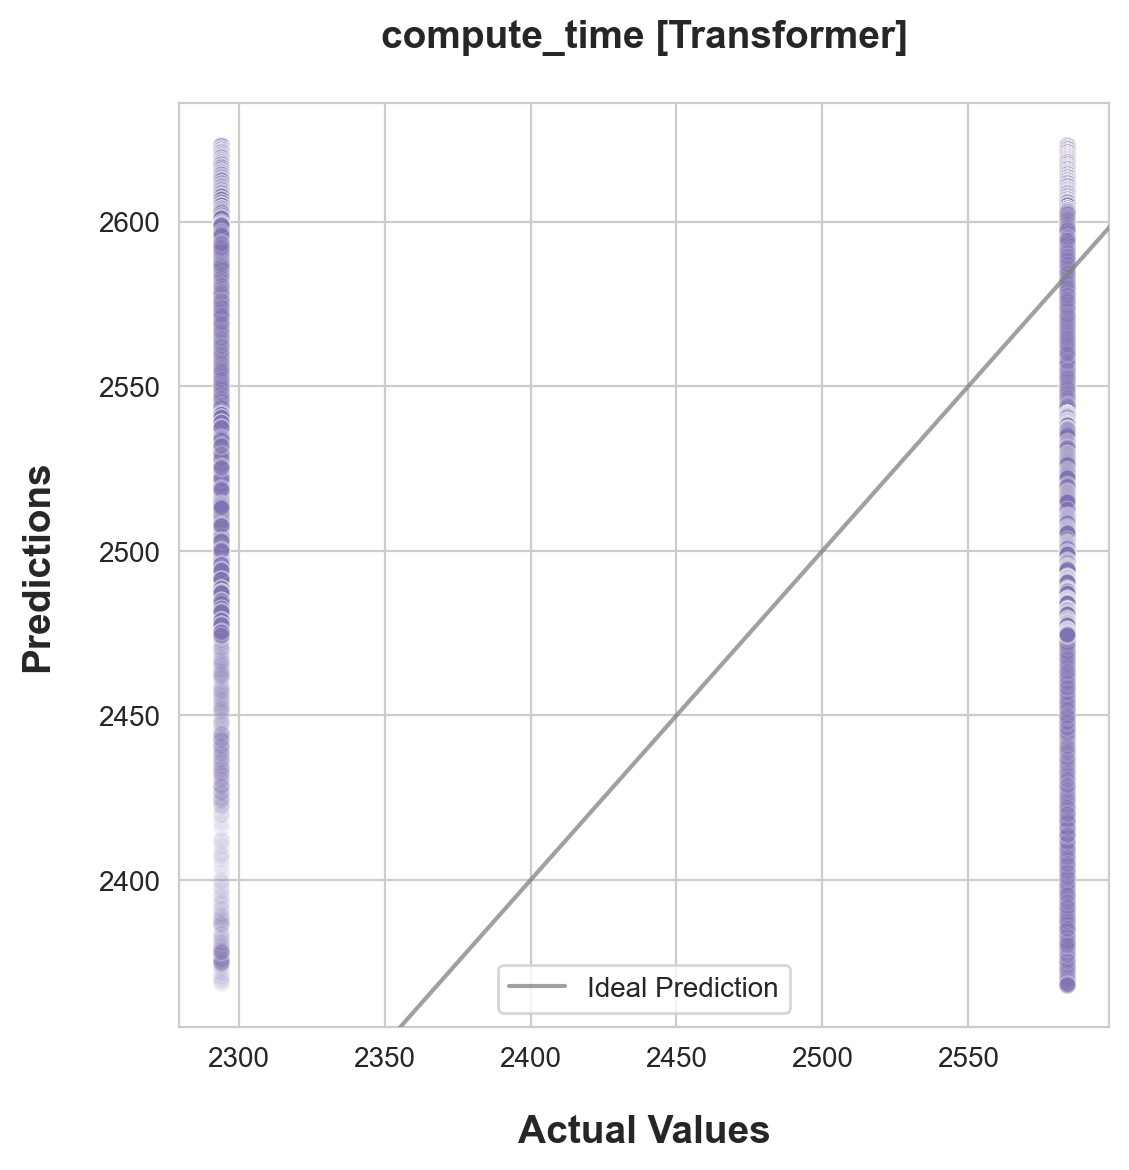 compute_time [Transformer]
2600
2550
2500
2450
2400
Predictions
Ideal Prediction
2300 2350 2400 2450 2500 2550
Actual Values